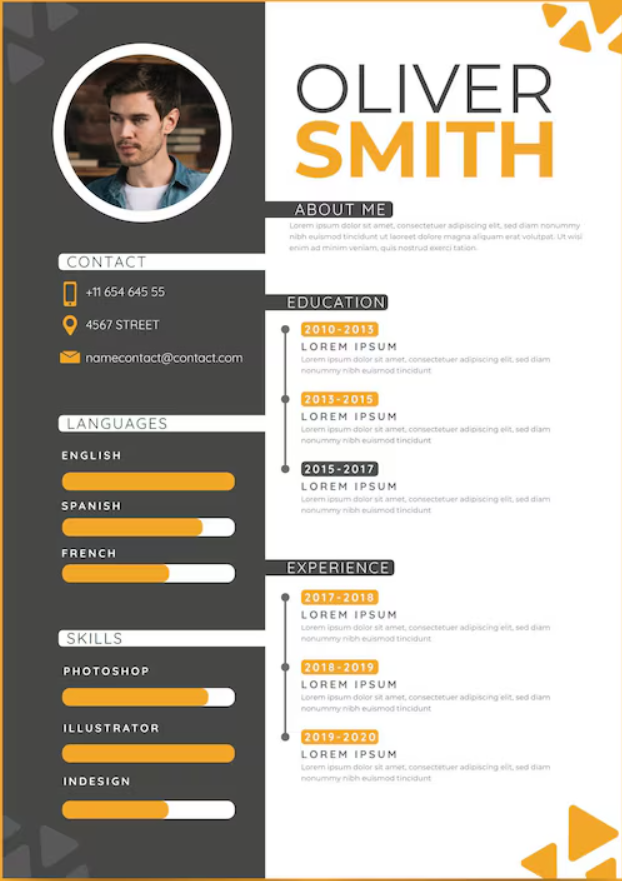 OLIVER
SMITH
ABOUT ME
Lorem ipsum dolor sit amet, consectetuer adipiscing elit, sed diam nonummy
nibh euismod tincidunt ut laoreet dolore magna aliquam erat volutpat. Ut wisi
enim ad minim veniam, quis nostrud exerci tation.
CONTACT
+11 654 645 55
4567 STREET
namecontact@contact.com
LANGUAGES
ENGLISH
SPANISH
FRENCH
SKILLS
PHOTOSHOP
ILLUSTRATOR
INDESIGN
EDUCATION
2010-2013
LOREM IPSUM
Lorem ipsum dolor sit amet, consectetuer adipiscing elit, sed diam
nonummy nibh euismod tincidunt
2013-2015
LOREM IPSUM
Lorem ipsum dolor sit amet, consectetuer adipiscing elit, sed diam
nonummy nibh euismod tincidunt
2015-2017
LOREM IPSUM
Lorem ipsum dolor sit amet, consectetuer adipiscing elit, sed diam
nonummy nibh euismod tincidunt
EXPERIENCE
2017-2018
LOREM IPSUM
Lorem ipsum dolor sit amet, consectetuer adipiscing elit, sed diam
nonummy nibh euismod tincidunt
2018-2019
LOREM IPSUM
Lorem ipsum dolor sit amet, consectetuer adipiscing elit, sed diam
nonummy nibh euismod tincidunt
2019-2020
LOREM IPSUM
Lorem ipsum dolor sit amet, consectetuer adipiscing elit, sed diam
nonummy nibh euismod tincidunt